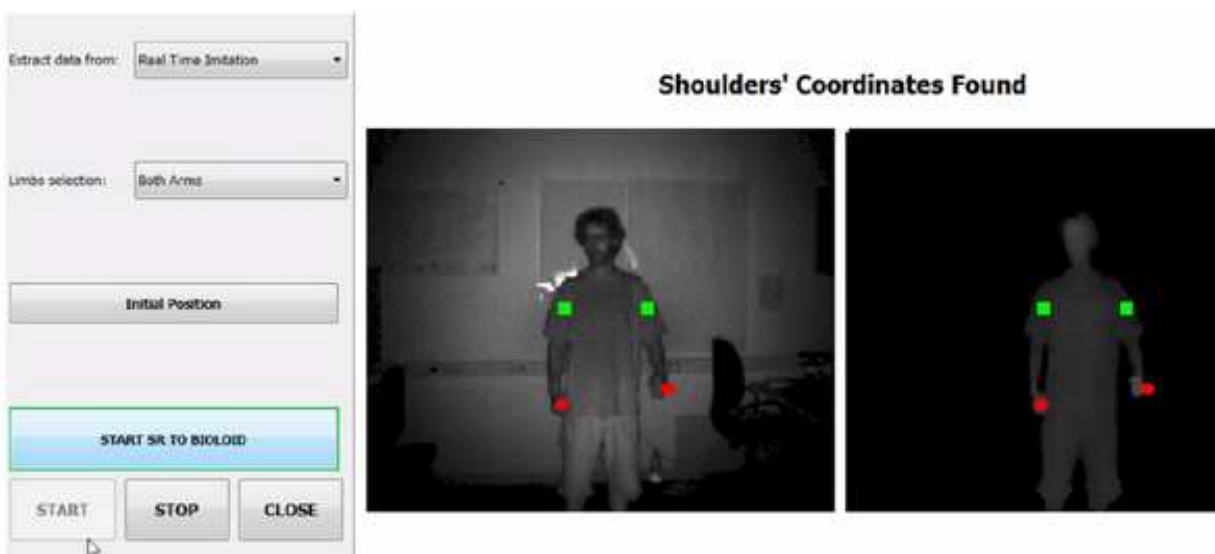 Extract data from: Real Time Imitation
Shoulders' Coordinates Found
Limbs selection: Both Arms
Initial Position
START SR TO BIOLOID
START STOP CLOSE